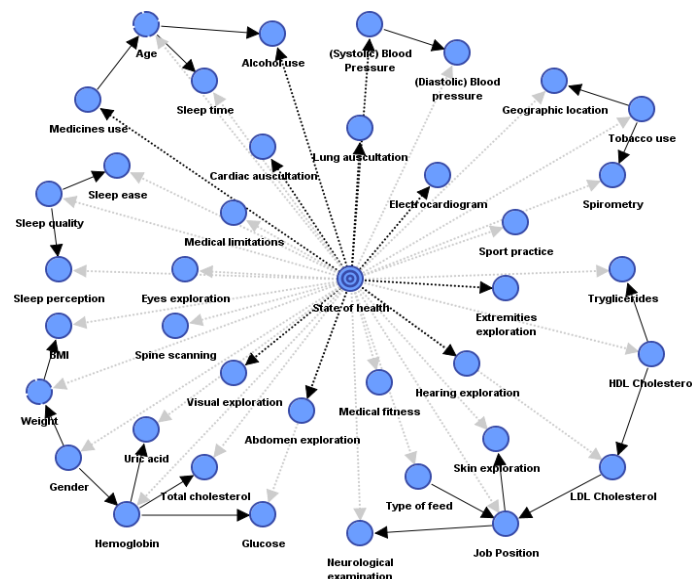 Age
Alcohol use
(Systolic) Blood
Pressure
(Diastolic) Blood
pressure
Geographic location
Medicines use
Sleep time
Tobacco use
Lung auscultation
Cardiac auscultation
Sleep ease
Electrocardiogram
Spirometry
Sleep quality
Medical limitations
Sport practice
Sleep perception
Eyes exploration
State of health
Tryglicerides
Extremities
exploration
BMI
Spine scanning
HDL Cholestero
Visual exploration
Hearing exploration
Weight
Medical fitness
Abdomen exploration
Uric acid
Skin exploration
Gender
Total cholesterol
LDL Cholesterol
Type of feed
Hemoglobin
Glucose
Job Position
Neurological
examination